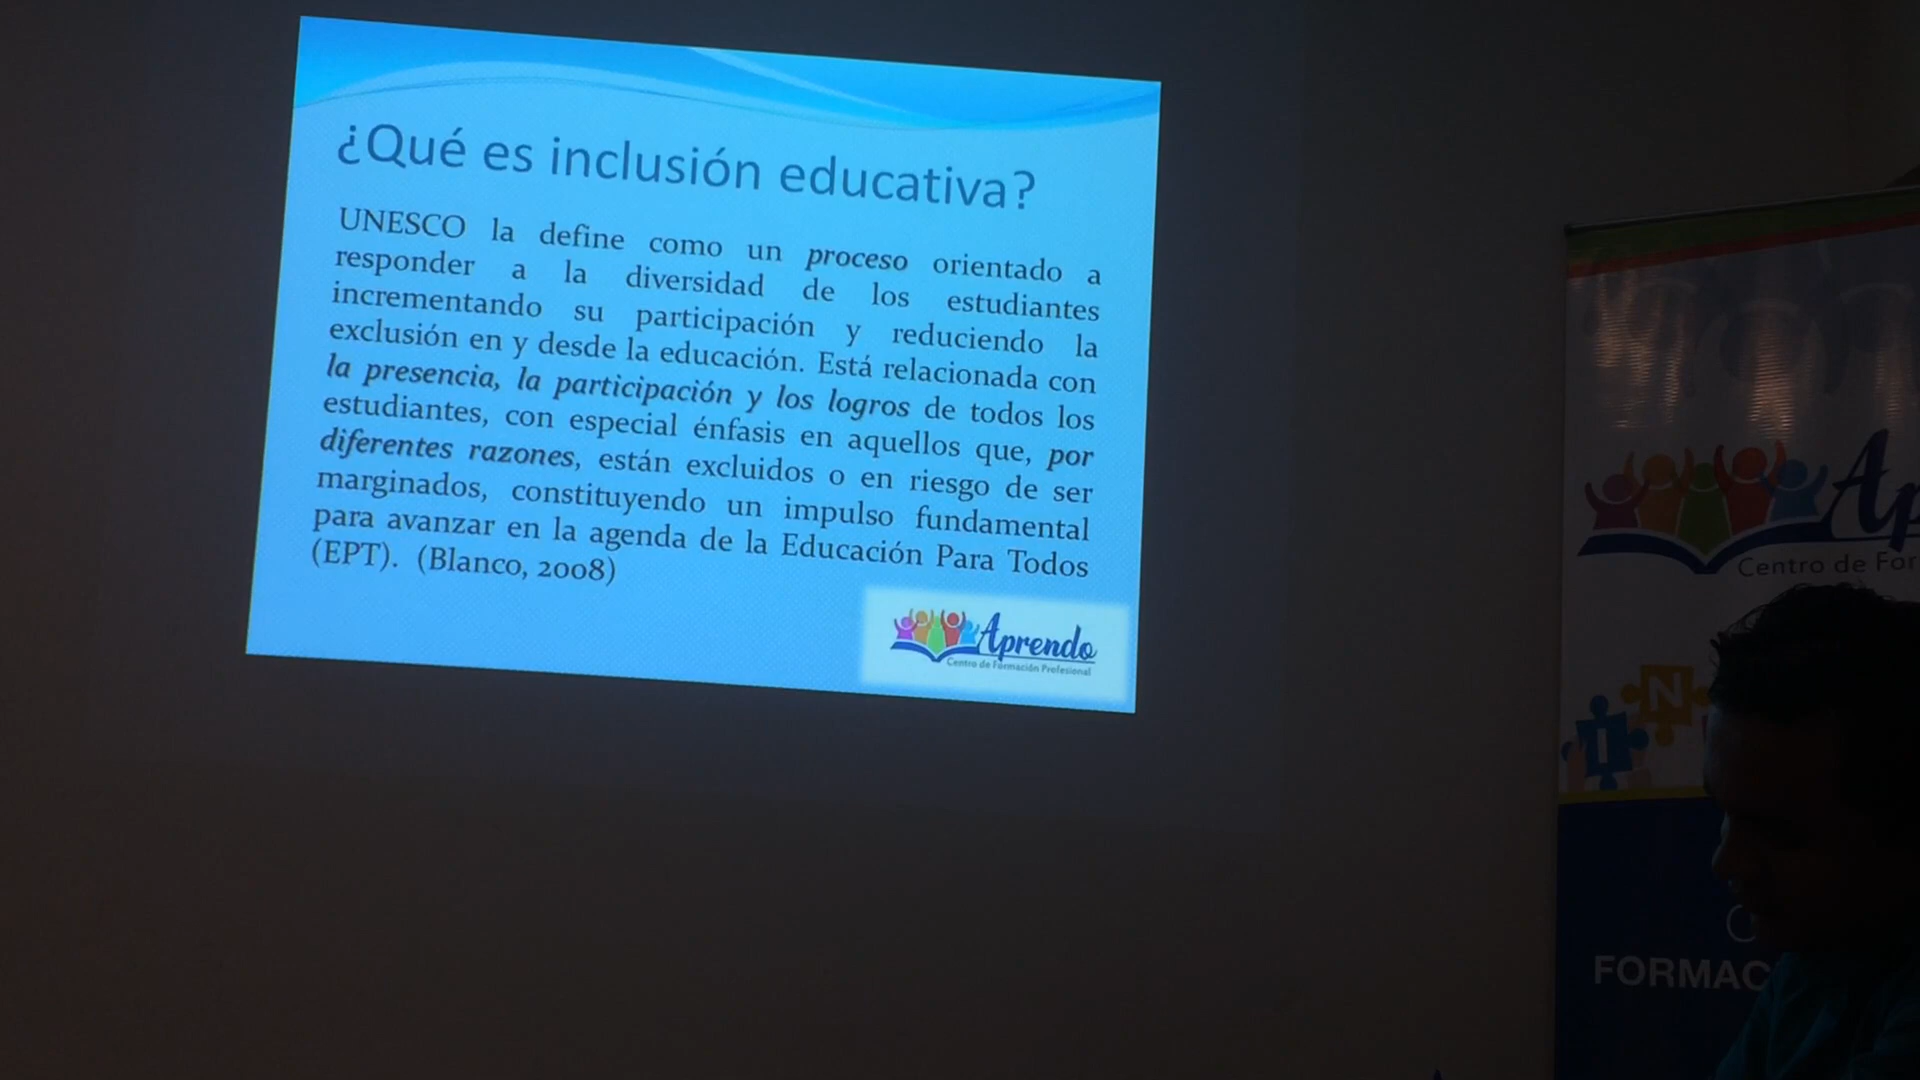 ¿Qué es inclusión educativa?
UNESCO la define como un proceso orientado a
responder a la diversidad de los estudiantes
incrementando su participación y reduciendo la
exclusión en y desde la educación. Está relacionada con
la presencia, la participación y los logros de todos los
estudiantes, con especial énfasis en aquellos que, por
diferentes razones, están excluidos o en riesgo de ser
marginados, constituyendo un impulso fundamental
para avanzar en la agenda de la Educación Para Todos
(EPT). (Blanco, 2008)
Aprendo
Centro de Formación Profesional
Ap
Centro de For
IN
FORMAC